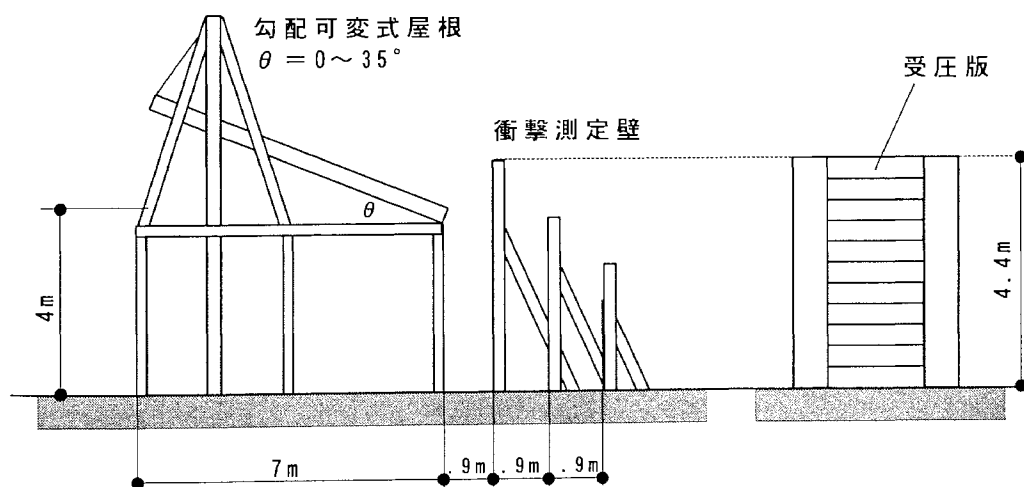 勾配可変式屋根
θ = 0～35°
受圧版
衝撃測定壁
θ
4m
4.4m
7m
.9m
.9m
.9m